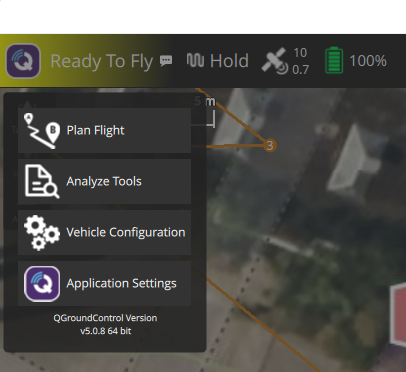 Ready To Fly
Hold
10
0.7
100%
m
Plan Flight
B
3
Analyze Tools
Vehicle Configuration
Application Settings
QGroundControl Version
v5.0.8 64 bit